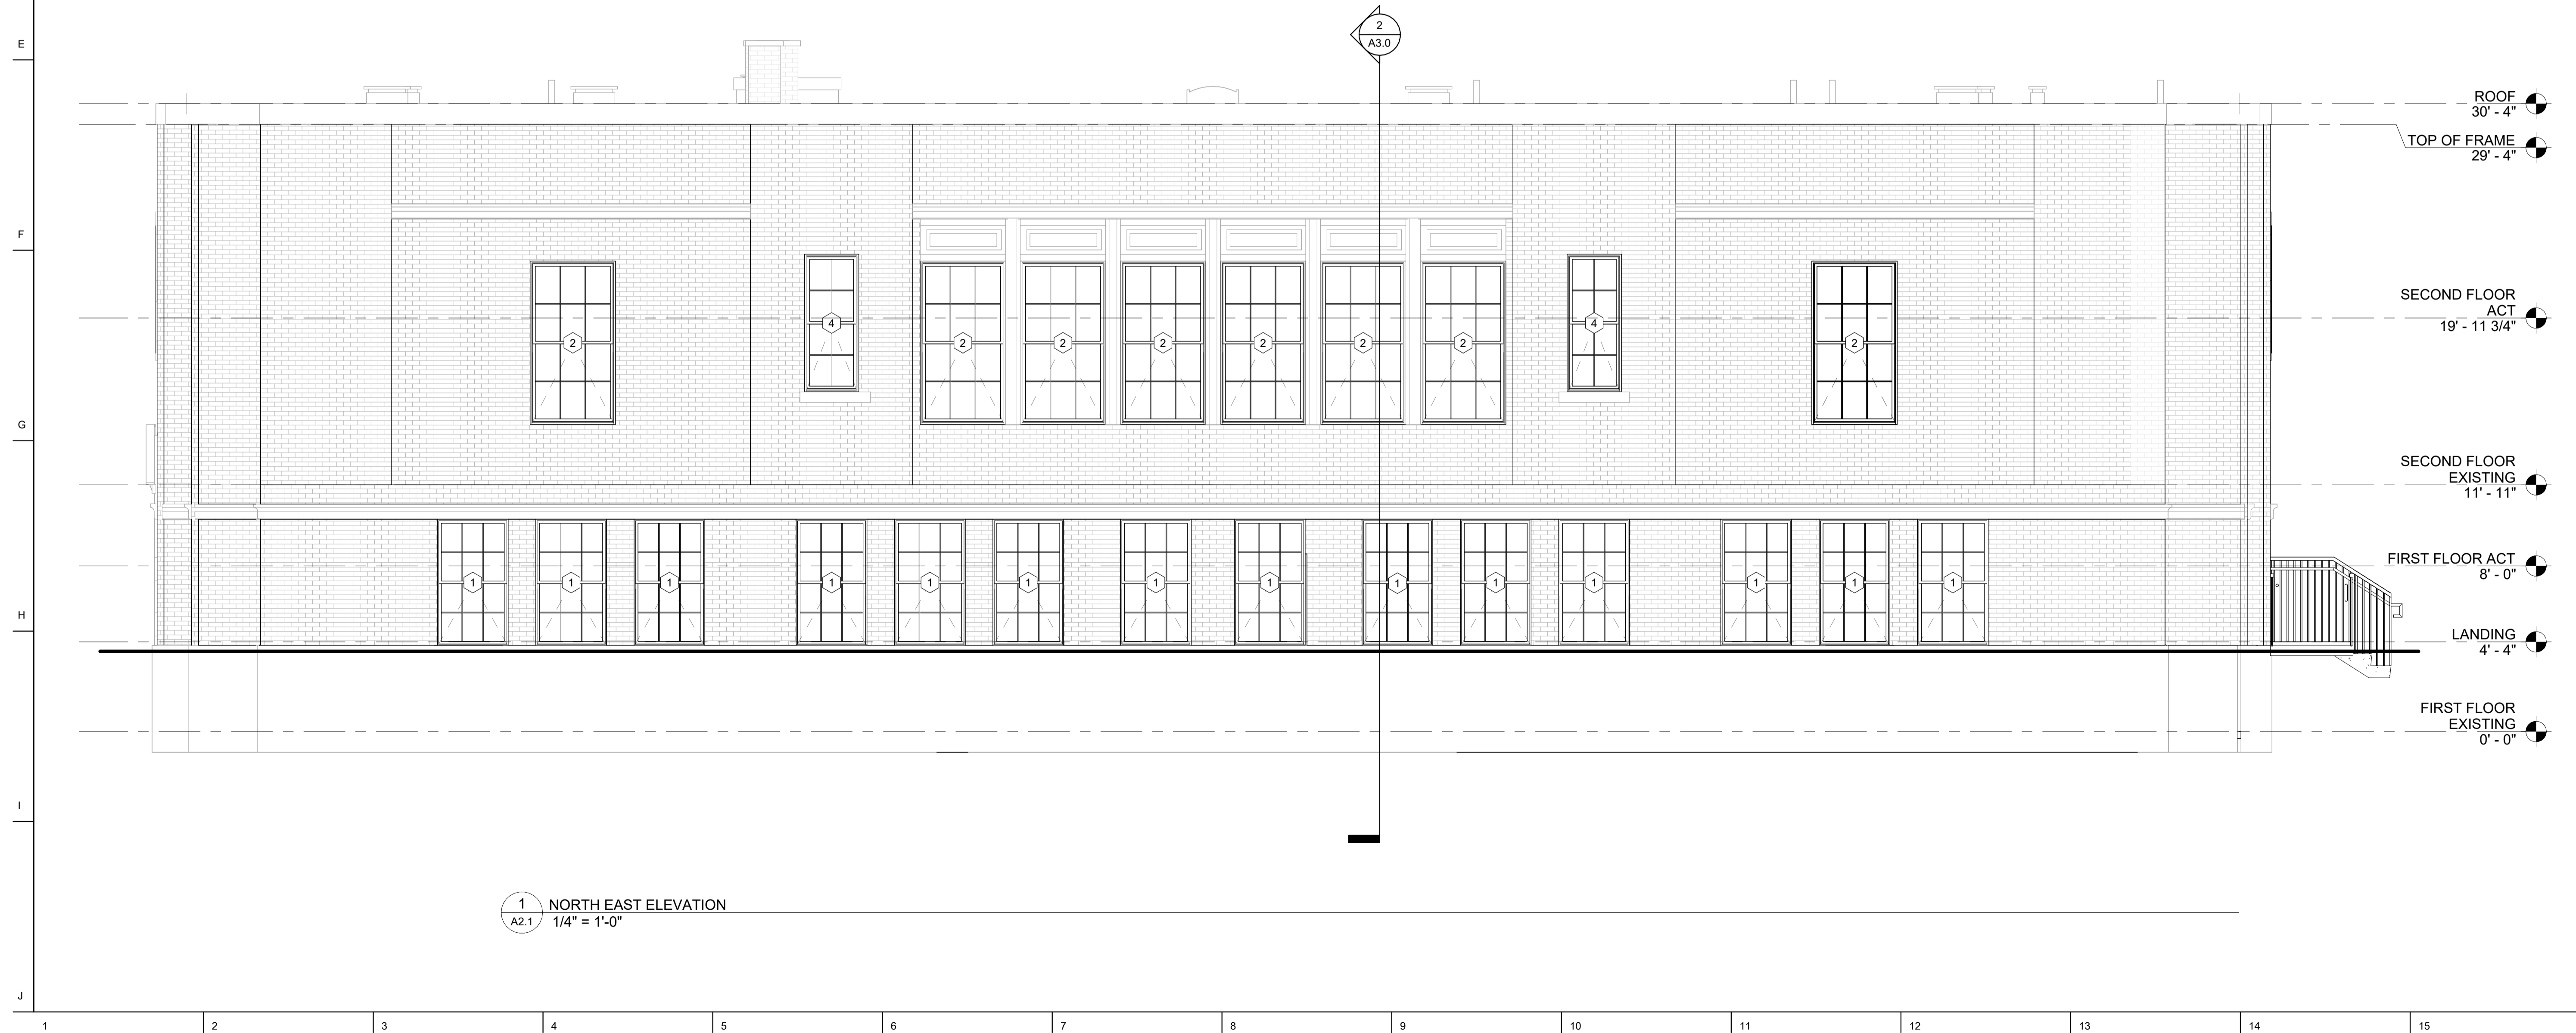 2
A3.0
E
ROOF
30' - 4"
TOP OF FRAME
29' - 4"
F
SECOND FLOOR
ACT
19' - 11 3/4"
4
4
2
2
2
2
2
2
2
2
G
SECOND FLOOR
EXISTING
11' - 11"
FIRST FLOOR ACT
8' - 0"
1
1
1
1
1
1
1
1
1
1
1
1
1
1
H
LANDING
4' - 4"
FIRST FLOOR
EXISTING
0' - 0"
I
1
A2.1
NORTH EAST ELEVATION
1/4" = 1'-0"
J
1
2
3
4
5
6
7
8
9
10
11
12
13
14
15